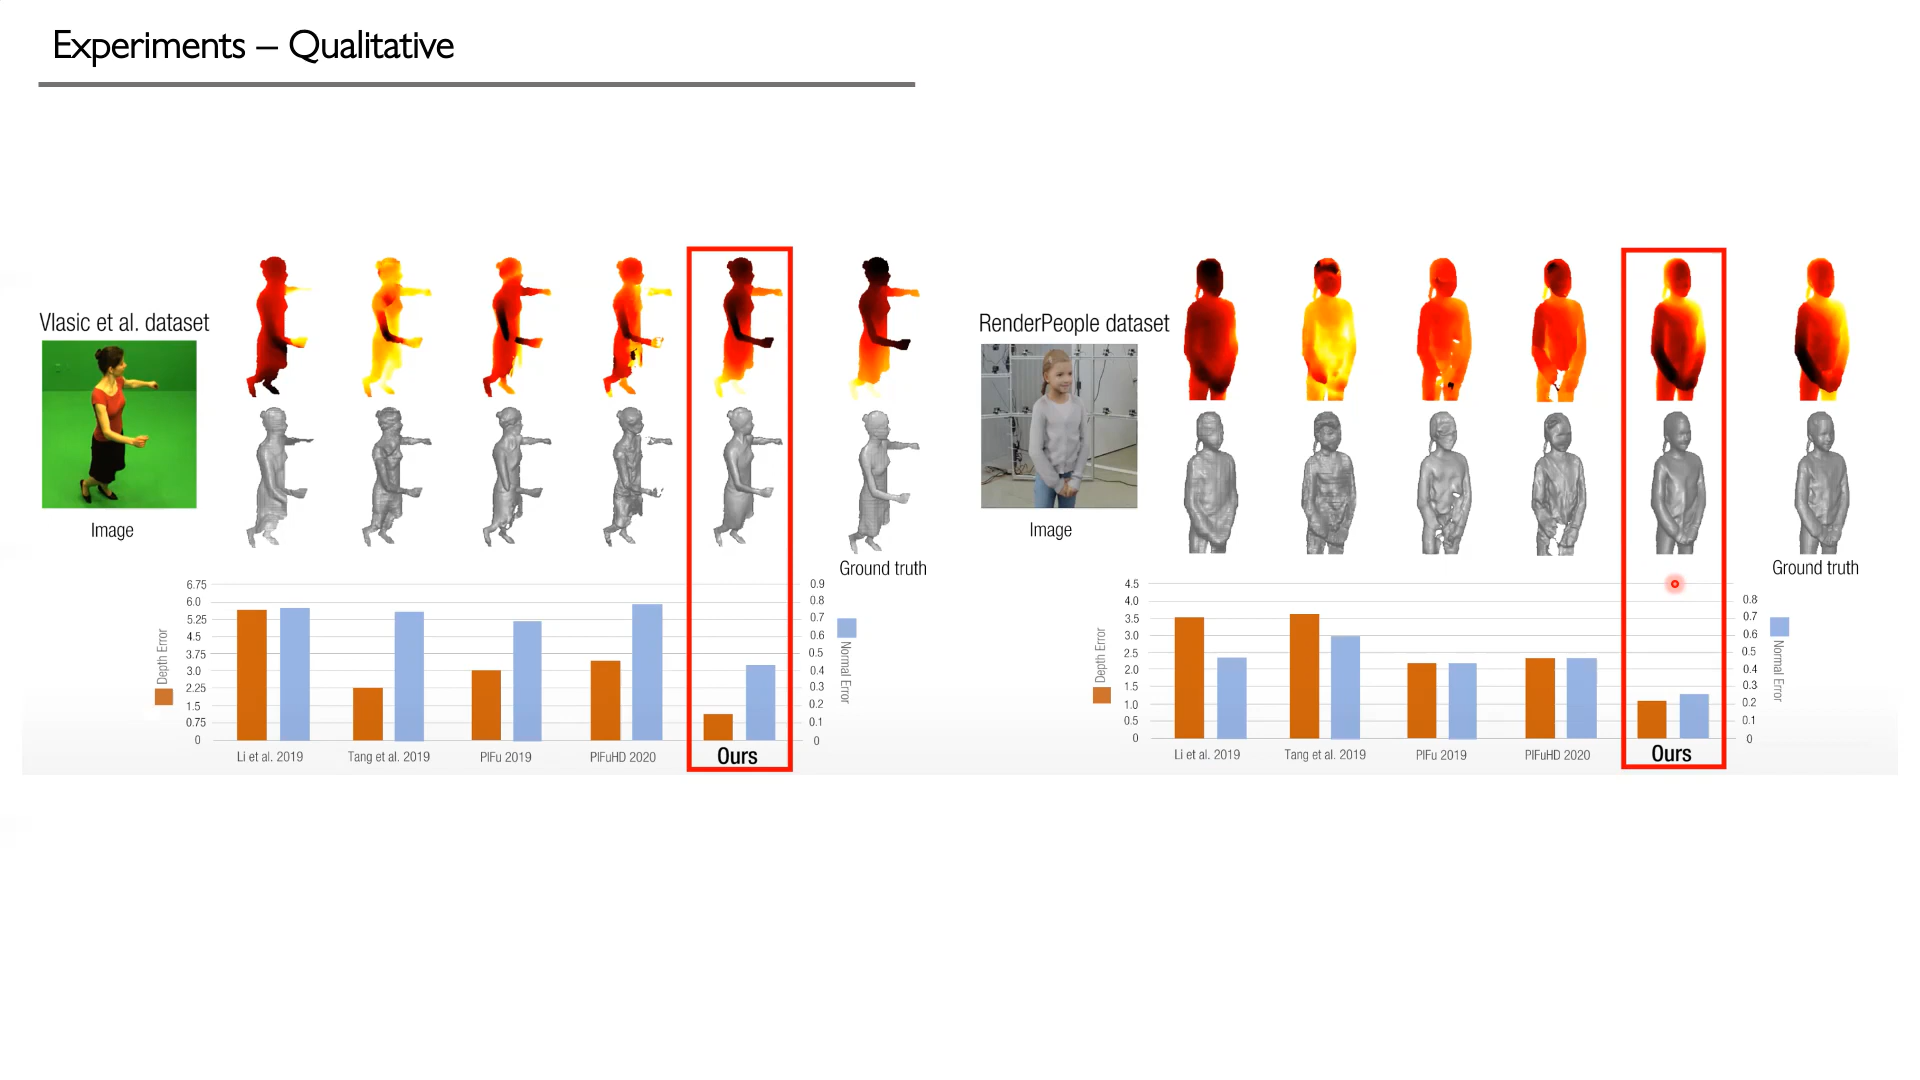 Experiments – Qualitative
Vlasic et al. dataset
Image
Ground truth
6.75
6.0
5.25
4.5
3.75
3.0
2.25
1.5
0.75
0
Depth Error
0.9
0.8
0.7
0.6
0.5
0.4
0.3
0.2
0.1
0
Normal Error
Li et al. 2019
Tang et al. 2019
PIFu 2019
PIFuHD 2020
Ours
RenderPeople dataset
Image
Ground truth
4.5
4.0
3.5
3.0
2.5
2.0
1.5
1.0
0.5
0
Depth Error
0.8
0.7
0.6
0.5
0.4
0.3
0.2
0.1
0
Normal Error
Li et al. 2019
Tang et al. 2019
PIFu 2019
PIFuHD 2020
Ours